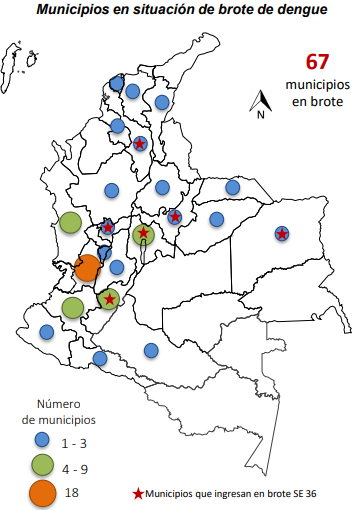 Municipios en situación de brote de dengue
67
municipios
en brote
N
Número
de municipios
1 - 3
4 - 9
18
Municipios que ingresan en brote SE 36